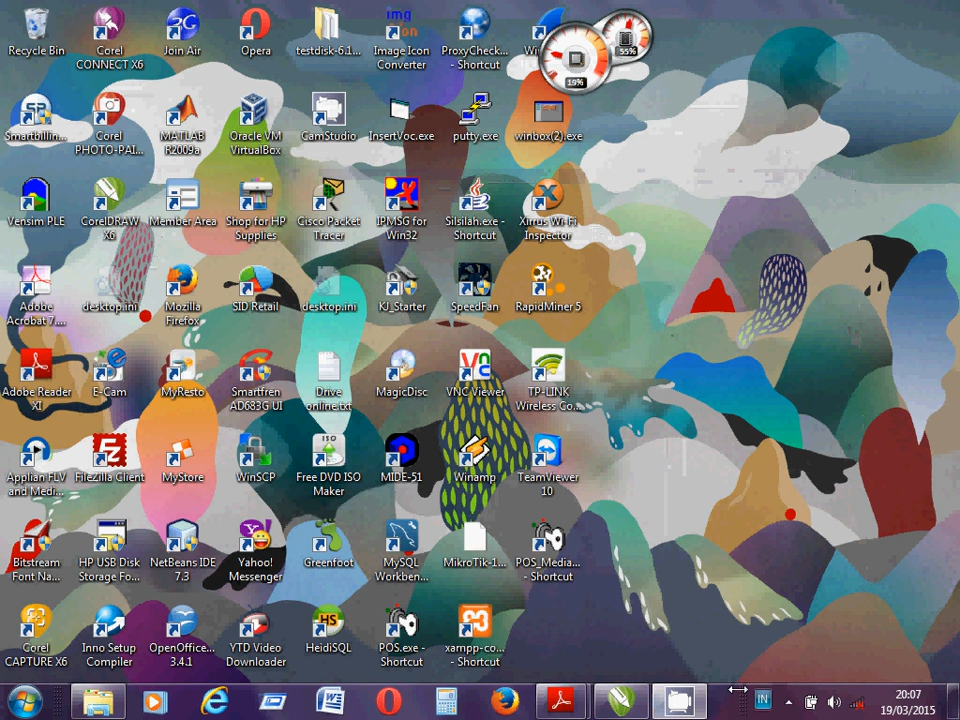 Recycle Bin
Corel
CONNECT X6
Join Air
Opera
testdisk-6.1...
img
Image Icon
Converter
ProxyCheck...
- Shortcut
19%
55%
Smartbillin...
Corel
PHOTO-PAI...
MATLAB
R2009a
Oracle VM
VirtualBox
CamStudio
InsertVoc.exe
putty.exe
winbox(2).exe
Vensim PLE
CorelDRAW
X6
Member Area
Shop for HP
Supplies
Cisco Packet
Tracer
IPMSG for
Win32
Silsilah.exe -
Shortcut
Xirrus Wi-Fi
Inspector
Adobe
Acrobat 7....
desktop.ini
Mozilla
Firefox
SID Retail
desktop.ini
KJ_Starter
SpeedFan
RapidMiner 5
Adobe Reader
XI
E-Cam
MyResto
Smartfren
AD683G UI
Drive
online.txt
MagicDisc
VNC Viewer
TP-LINK
Wireless Co...
Applian FLV
and Medi...
FileZilla Client
MyStore
WinSCP
ISO
Free DVD ISO
Maker
MIDE-51
Winamp
TeamViewer
10
Bitstream
Font Na...
HP USB Disk
Storage Fo...
NetBeans IDE
7.3
Yahoo!
Messenger
Greenfoot
MySQL
Workben...
MikroTik-1...
POS_Media...
- Shortcut
Corel
CAPTURE X6
Inno Setup
Compiler
OpenOffice...
3.4.1
YTD Video
Downloader
HS
HeidiSQL
POS.exe -
Shortcut
xampp-co...
- Shortcut
IN
20:07
19/03/2015